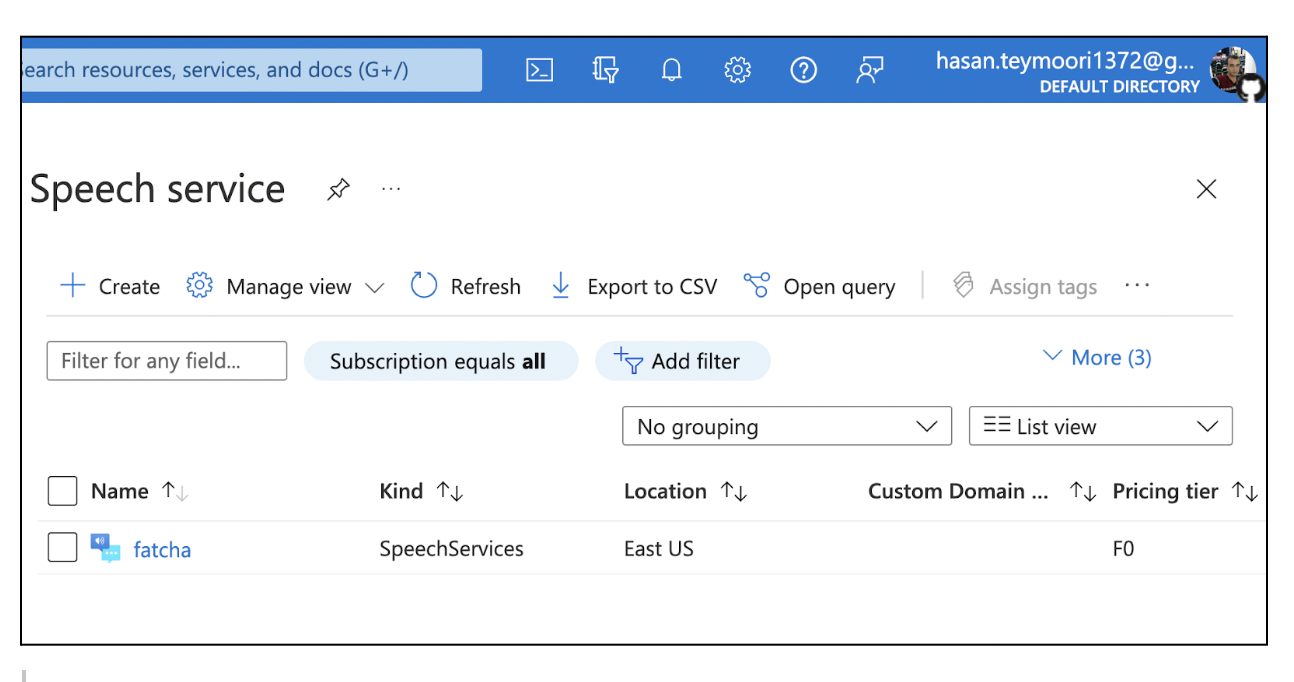 earch resources, services, and docs (G+/)
hasan.teymoori1372@g...
DEFAULT DIRECTORY
Speech service
...
Create Manage view Refresh Export to CSV Open query Assign tags ...
Filter for any field... Subscription equals all Add filter More (3)
No grouping List view
Name Kind Location Custom Domain ... Pricing tier
fatcha SpeechServices East US F0